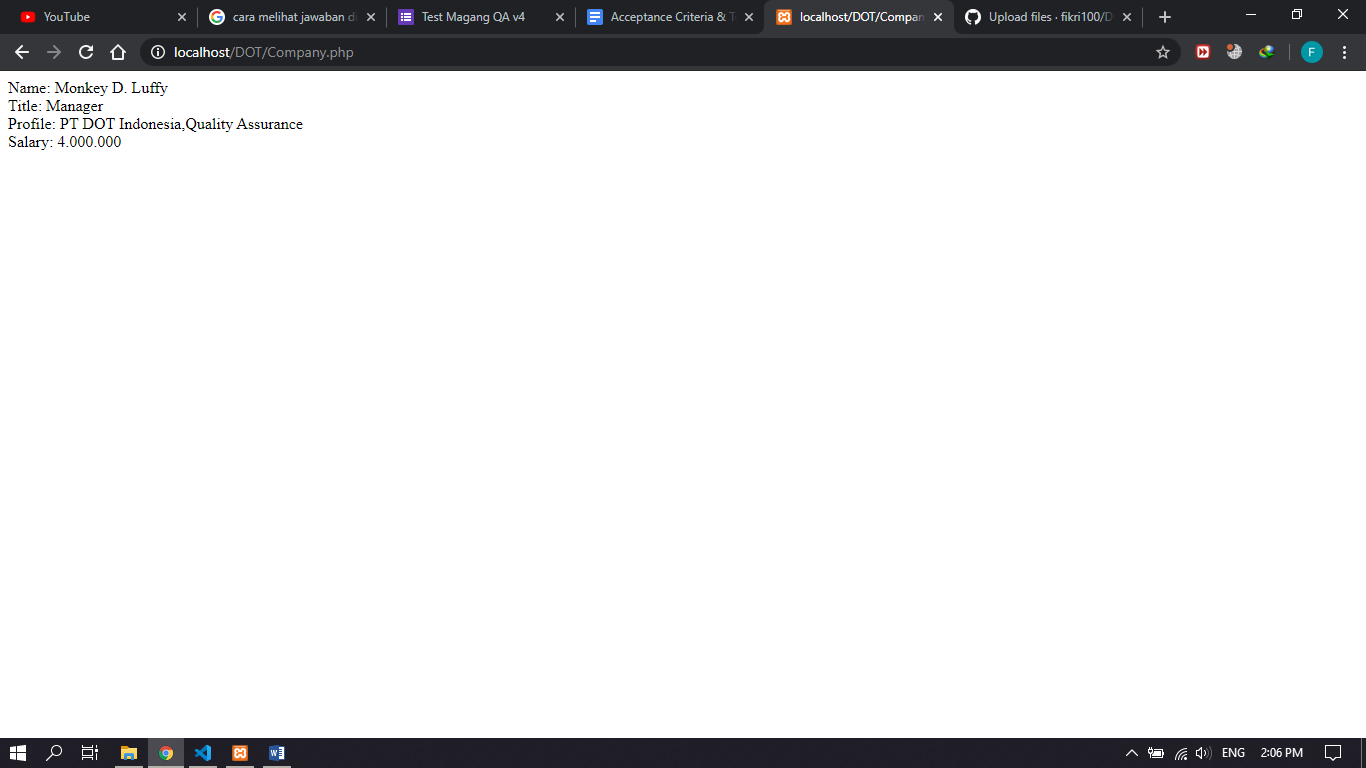 YouTube
cara melihat jawaban di
Test Magang QA v4
Acceptance Criteria & T
localhost/DOT/Compan
Upload files · fikri100/D
localhost/DOT/Company.php
F
Name: Monkey D. Luffy
Title: Manager
Profile: PT DOT Indonesia,Quality Assurance
Salary: 4.000.000
ENG
2:06 PM